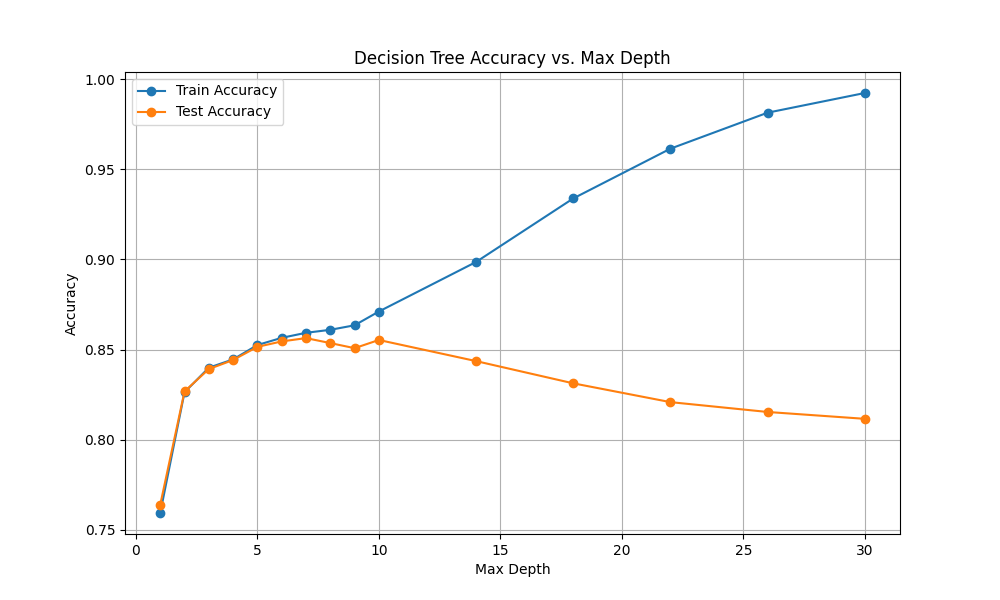 Decision Tree Accuracy vs. Max Depth
Train Accuracy
Test Accuracy
1.00
0.95
0.90
0.85
0.80
0.75
Accuracy
0
5
10
15
20
25
30
Max Depth